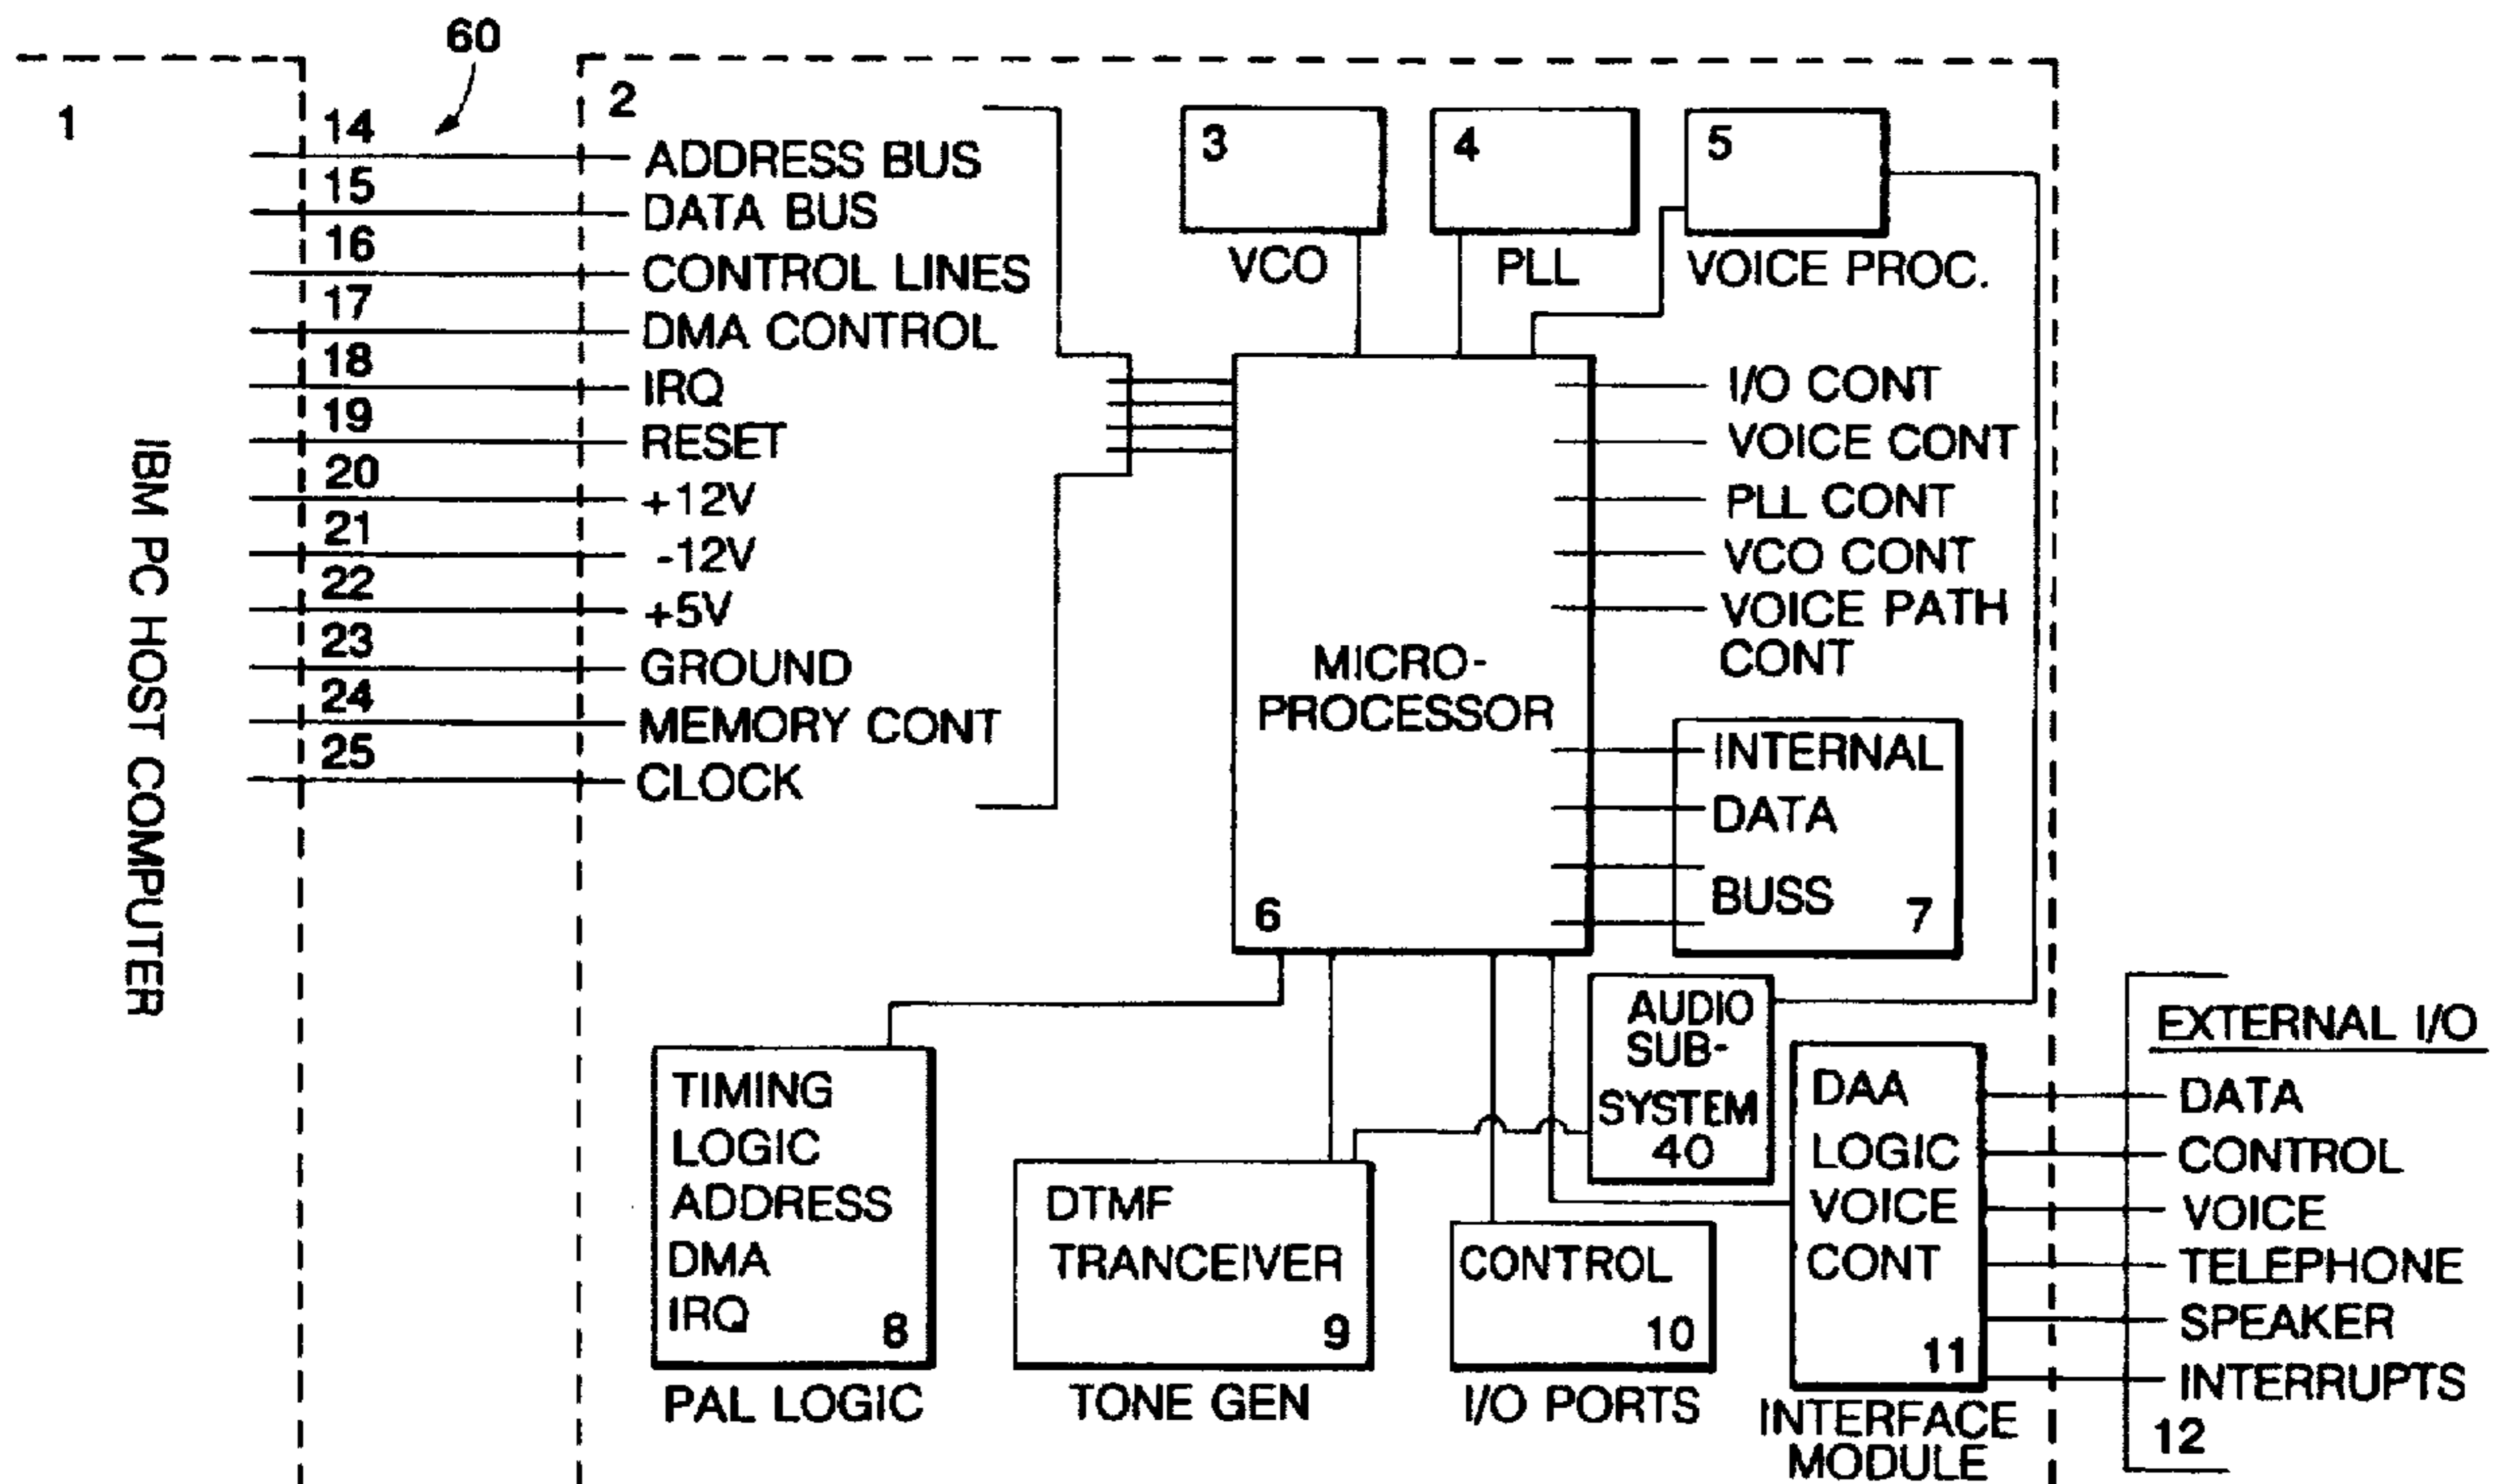 60
1
IBM PC HOST COMPUTER
14
15
16
17
18
19
20
21
22
23
24
25
2
ADDRESS BUS
DATA BUS
CONTROL LINES
DMA CONTROL
IRQ
RESET
+12V
-12V
+5V
GROUND
MEMORY CONT
CLOCK
3
VCO
4
PLL
5
VOICE PROC.
MICRO-
PROCESSOR
6
I/O CONT
VOICE CONT
PLL CONT
VCO CONT
VOICE PATH
CONT
INTERNAL
DATA
BUSS
7
TIMING
LOGIC
ADDRESS
DMA
IRQ
8
PAL LOGIC
DTMF
TRANCEIVER
9
TONE GEN
CONTROL
10
I/O PORTS
AUDIO
SUB-
SYSTEM
40
DAA
LOGIC
VOICE
CONT
11
INTERFACE
MODULE
EXTERNAL I/O
DATA
CONTROL
VOICE
TELEPHONE
SPEAKER
INTERRUPTS
12